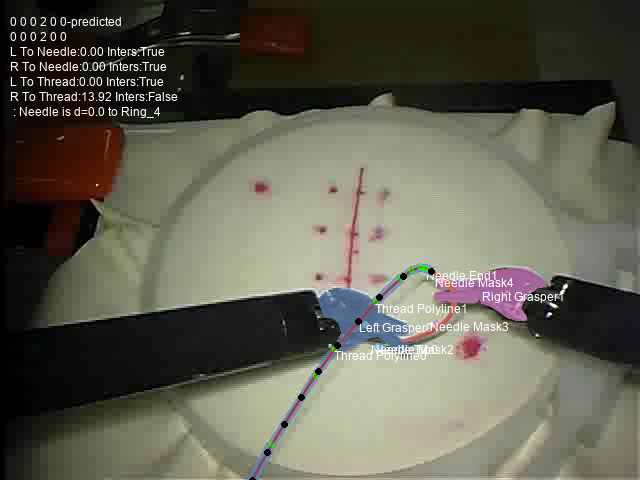 0 0 0 2 0 0-predicted
0 0 0 2 0 0
L To Needle:0.00 Inters:True
R To Needle:0.00 Inters:True
L To Thread:0.00 Inters:True
R To Thread:13.92 Inters:False
: Needle is d=0.0 to Ring_4
Needle End1
Needle Mask4
Right Grasper1
Thread Polyline1
Left Grasper
Needle Mask3
Mask2
Thread Polyline0